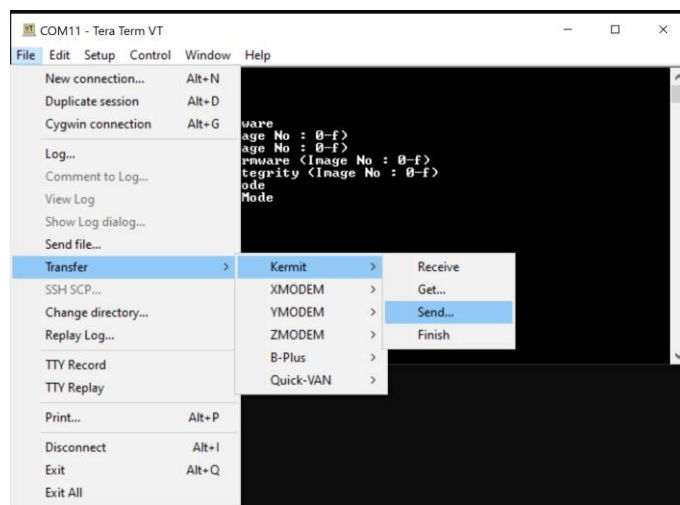 COM11 - Tera Term VT
File Edit Setup Control Window Help
New connection... Alt+N
Duplicate session Alt+D
Cygwin connection Alt+G
Log...
Comment to Log...
View Log
Show Log dialog...
Send file...
Transfer >
SSH SCP...
Change directory...
Replay Log...
TTY Record
TTY Replay
Print... Alt+P
Disconnect Alt+I
Exit Alt+Q
Exit All
Kermit >
XMODEM >
YMODEM >
ZMODEM >
B-Plus >
Quick-VAN >
Receive
Get...
Send...
Finish
ware
age No : 0-f)
age No : 0-f)
rmware (Image No : 0-f)
tegrity (Image No : 0-f)
ode
Mode